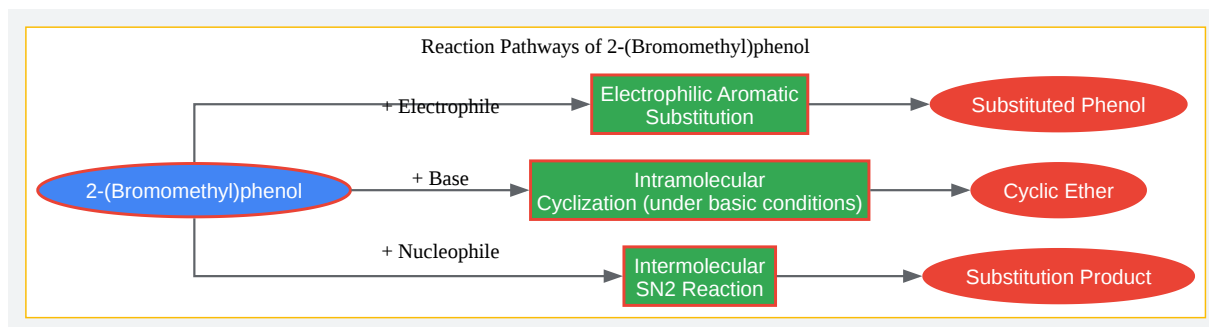 Reaction Pathways of 2-(Bromomethyl)phenol
+ Electrophile
Electrophilic Aromatic
Substitution
Substituted Phenol
2-(Bromomethyl)phenol
+ Base
Intramolecular
Cyclization (under basic conditions)
Cyclic Ether
+ Nucleophile
Intermolecular
SN2 Reaction
Substitution Product